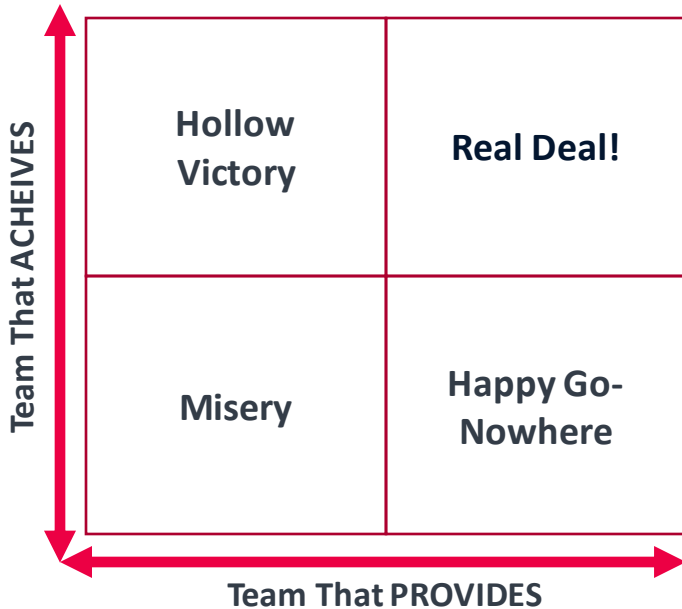 Team That ACHEIVES
Hollow
Victory
Real Deal!
Misery
Happy Go-
Nowhere
Team That PROVIDES